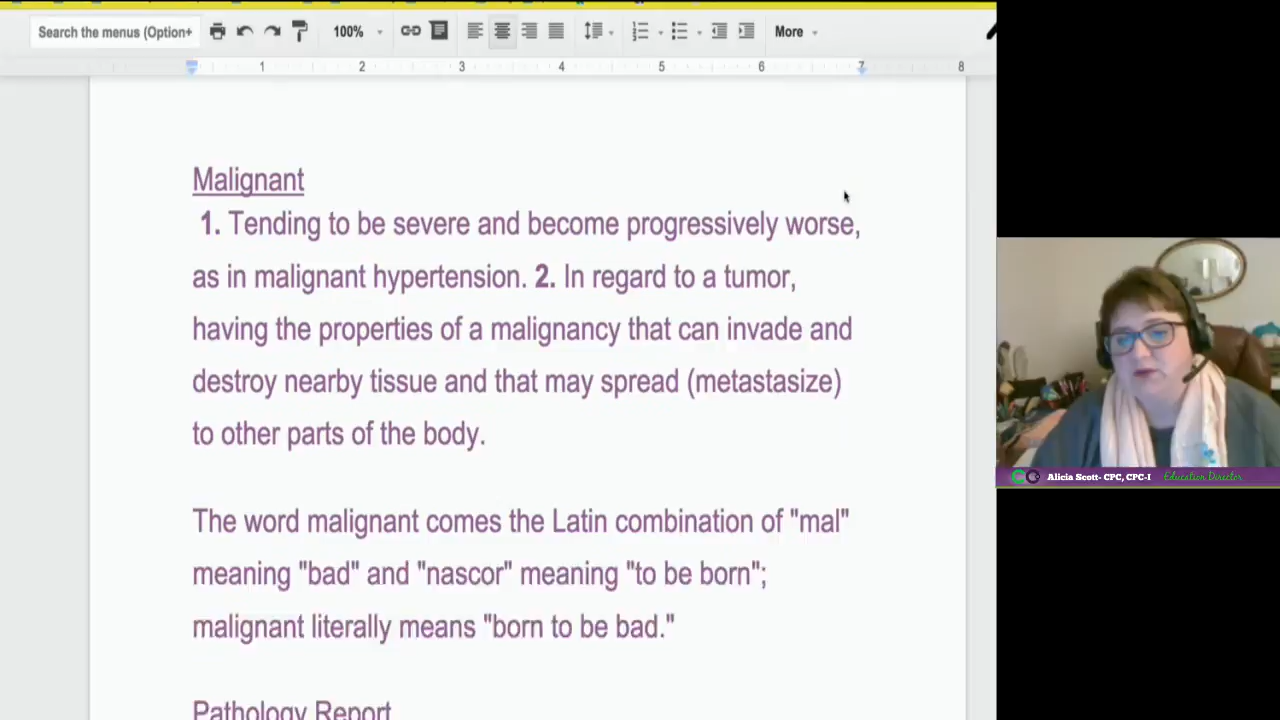 Search the menus (Option+
100%
More
1 2 3 4 5 6 7 8
Malignant
1. Tending to be severe and become progressively worse,
as in malignant hypertension. 2. In regard to a tumor,
having the properties of a malignancy that can invade and
destroy nearby tissue and that may spread (metastasize)
to other parts of the body.
The word malignant comes the Latin combination of "mal"
meaning "bad" and "nascor" meaning "to be born";
malignant literally means "born to be bad."
Pathology Report
Alicia Scott- CPC, CPC-I Education Director